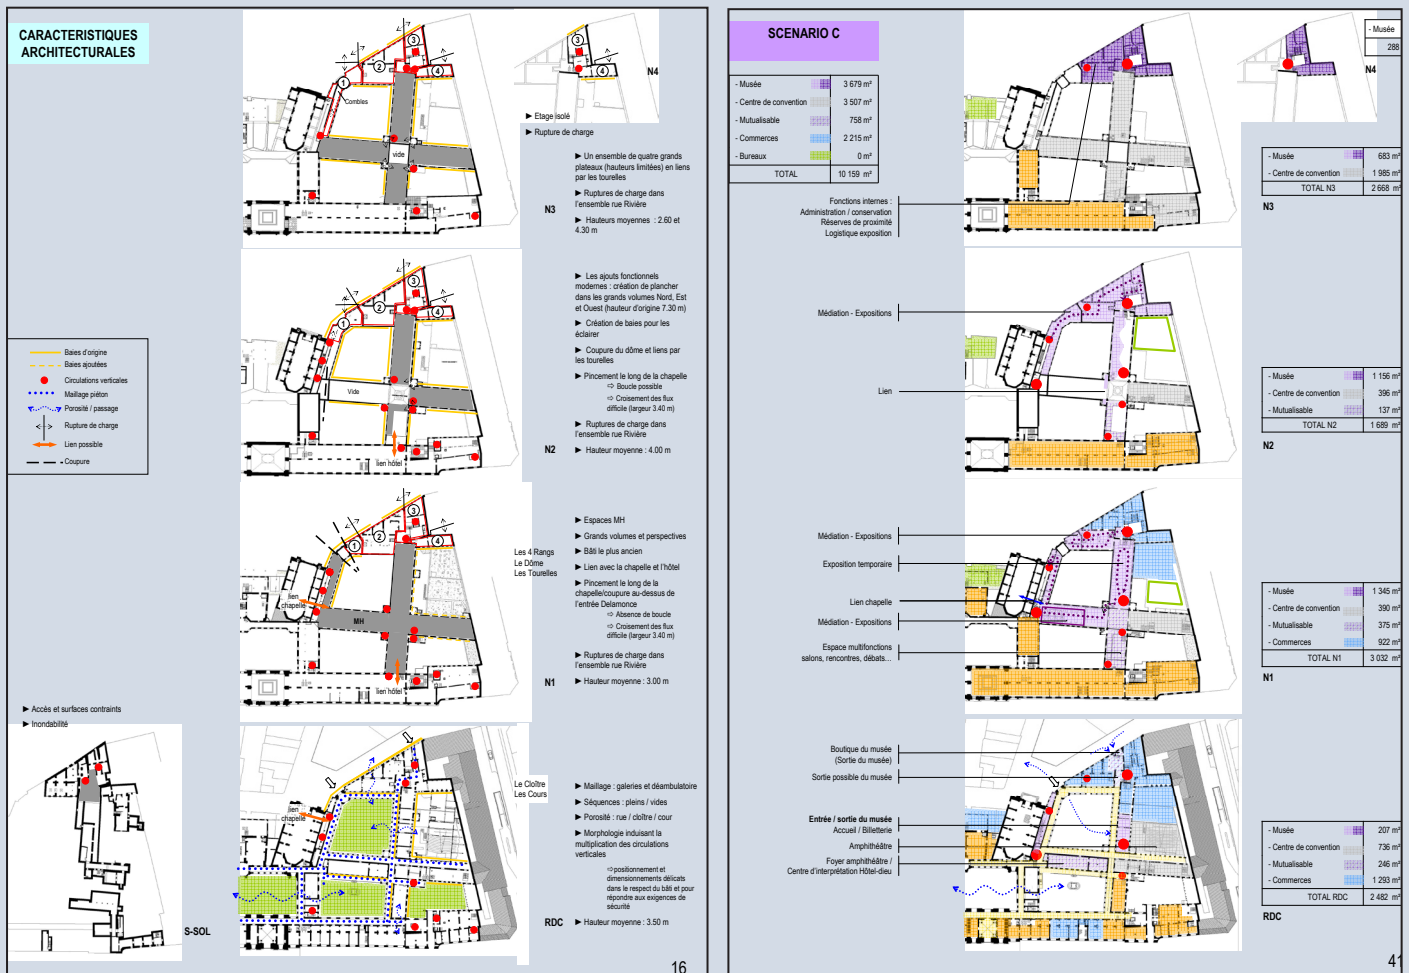 CARACTERISTIQUES
ARCHITECTURALES
3
2
4
1
Combles
vide
3
4
N4
► Etage isolé
► Rupture de charge
► Un ensemble de quatre grands
plateaux (hauteurs limitées) en liens
par les tourelles
► Ruptures de charge dans
l'ensemble rue Rivière
N3
► Hauteurs moyennes : 2.60 et
4.30 m
Baies d'origine
Baies ajoutées
Circulations verticales
Maillage piéton
Porosité / passage
Rupture de charge
Lien possible
Coupure
3
2
4
1
Vide
lien hôtel
► Les ajouts fonctionnels
modernes : création de plancher
dans les grands volumes Nord, Est
et Ouest (hauteur d'origine 7.30 m)
► Création de baies pour les
éclairer
► Coupure du dôme et liens par
les tourelles
► Pincement le long de la chapelle
⇨ Boucle possible
⇨ Croisement des flux
difficile (largeur 3.40 m)
► Ruptures de charge dans
l'ensemble rue Rivière
N2
► Hauteur moyenne : 4.00 m
3
2
1
4
lien
chapelle
MH
lien hôtel
Les 4 Rangs
Le Dôme
Les Tourelles
► Espaces MH
► Grands volumes et perspectives
► Bâti le plus ancien
► Lien avec la chapelle et l'hôtel
► Pincement le long de la
chapelle/coupure au-dessus de
l'entrée Delamonce
⇨ Absence de boucle
⇨ Croisement des flux
difficile (largeur 3.40 m)
► Ruptures de charge dans
l'ensemble rue Rivière
N1
► Hauteur moyenne : 3.00 m
► Accès et surfaces contraints
► Inondabilité
S-SOL
lien
chapelle
Le Cloître
Les Cours
► Maillage : galeries et déambulatoire
► Séquences : pleins / vides
► Porosité : rue / cloître / cour
► Morphologie induisant la
multiplication des circulations
verticales
⇨positionnement et
dimensionnements délicats
dans le respect du bâti et pour
répondre aux exigences de
sécurité
RDC
► Hauteur moyenne : 3.50 m
16
SCENARIO C
- Musée 3 679 m²
- Centre de convention 3 507 m²
- Mutualisable 758 m²
- Commerces 2 215 m²
- Bureaux 0 m²
TOTAL 10 159 m²
- Musée
288
N4
Fonctions internes :
Administration / conservation
Réserves de proximité
Logistique exposition
- Musée 683 m²
- Centre de convention 1 985 m²
TOTAL N3 2 668 m²
N3
Médiation - Expositions
Lien
- Musée 1 156 m²
- Centre de convention 396 m²
- Mutualisable 137 m²
TOTAL N2 1 689 m²
N2
Médiation - Expositions
Exposition temporaire
Lien chapelle
Médiation - Expositions
Espace multifonctions
salons, rencontres, débats...
- Musée 1 345 m²
- Centre de convention 390 m²
- Mutualisable 375 m²
- Commerces 922 m²
TOTAL N1 3 032 m²
N1
Boutique du musée
(Sortie du musée)
Sortie possible du musée
Entrée / sortie du musée
Accueil / Billetterie
Amphithéâtre
Foyer amphithéâtre /
Centre d'interprétation Hôtel-dieu
- Musée 207 m²
- Centre de convention 736 m²
- Mutualisable 246 m²
- Commerces 1 293 m²
TOTAL RDC 2 482 m²
RDC
41